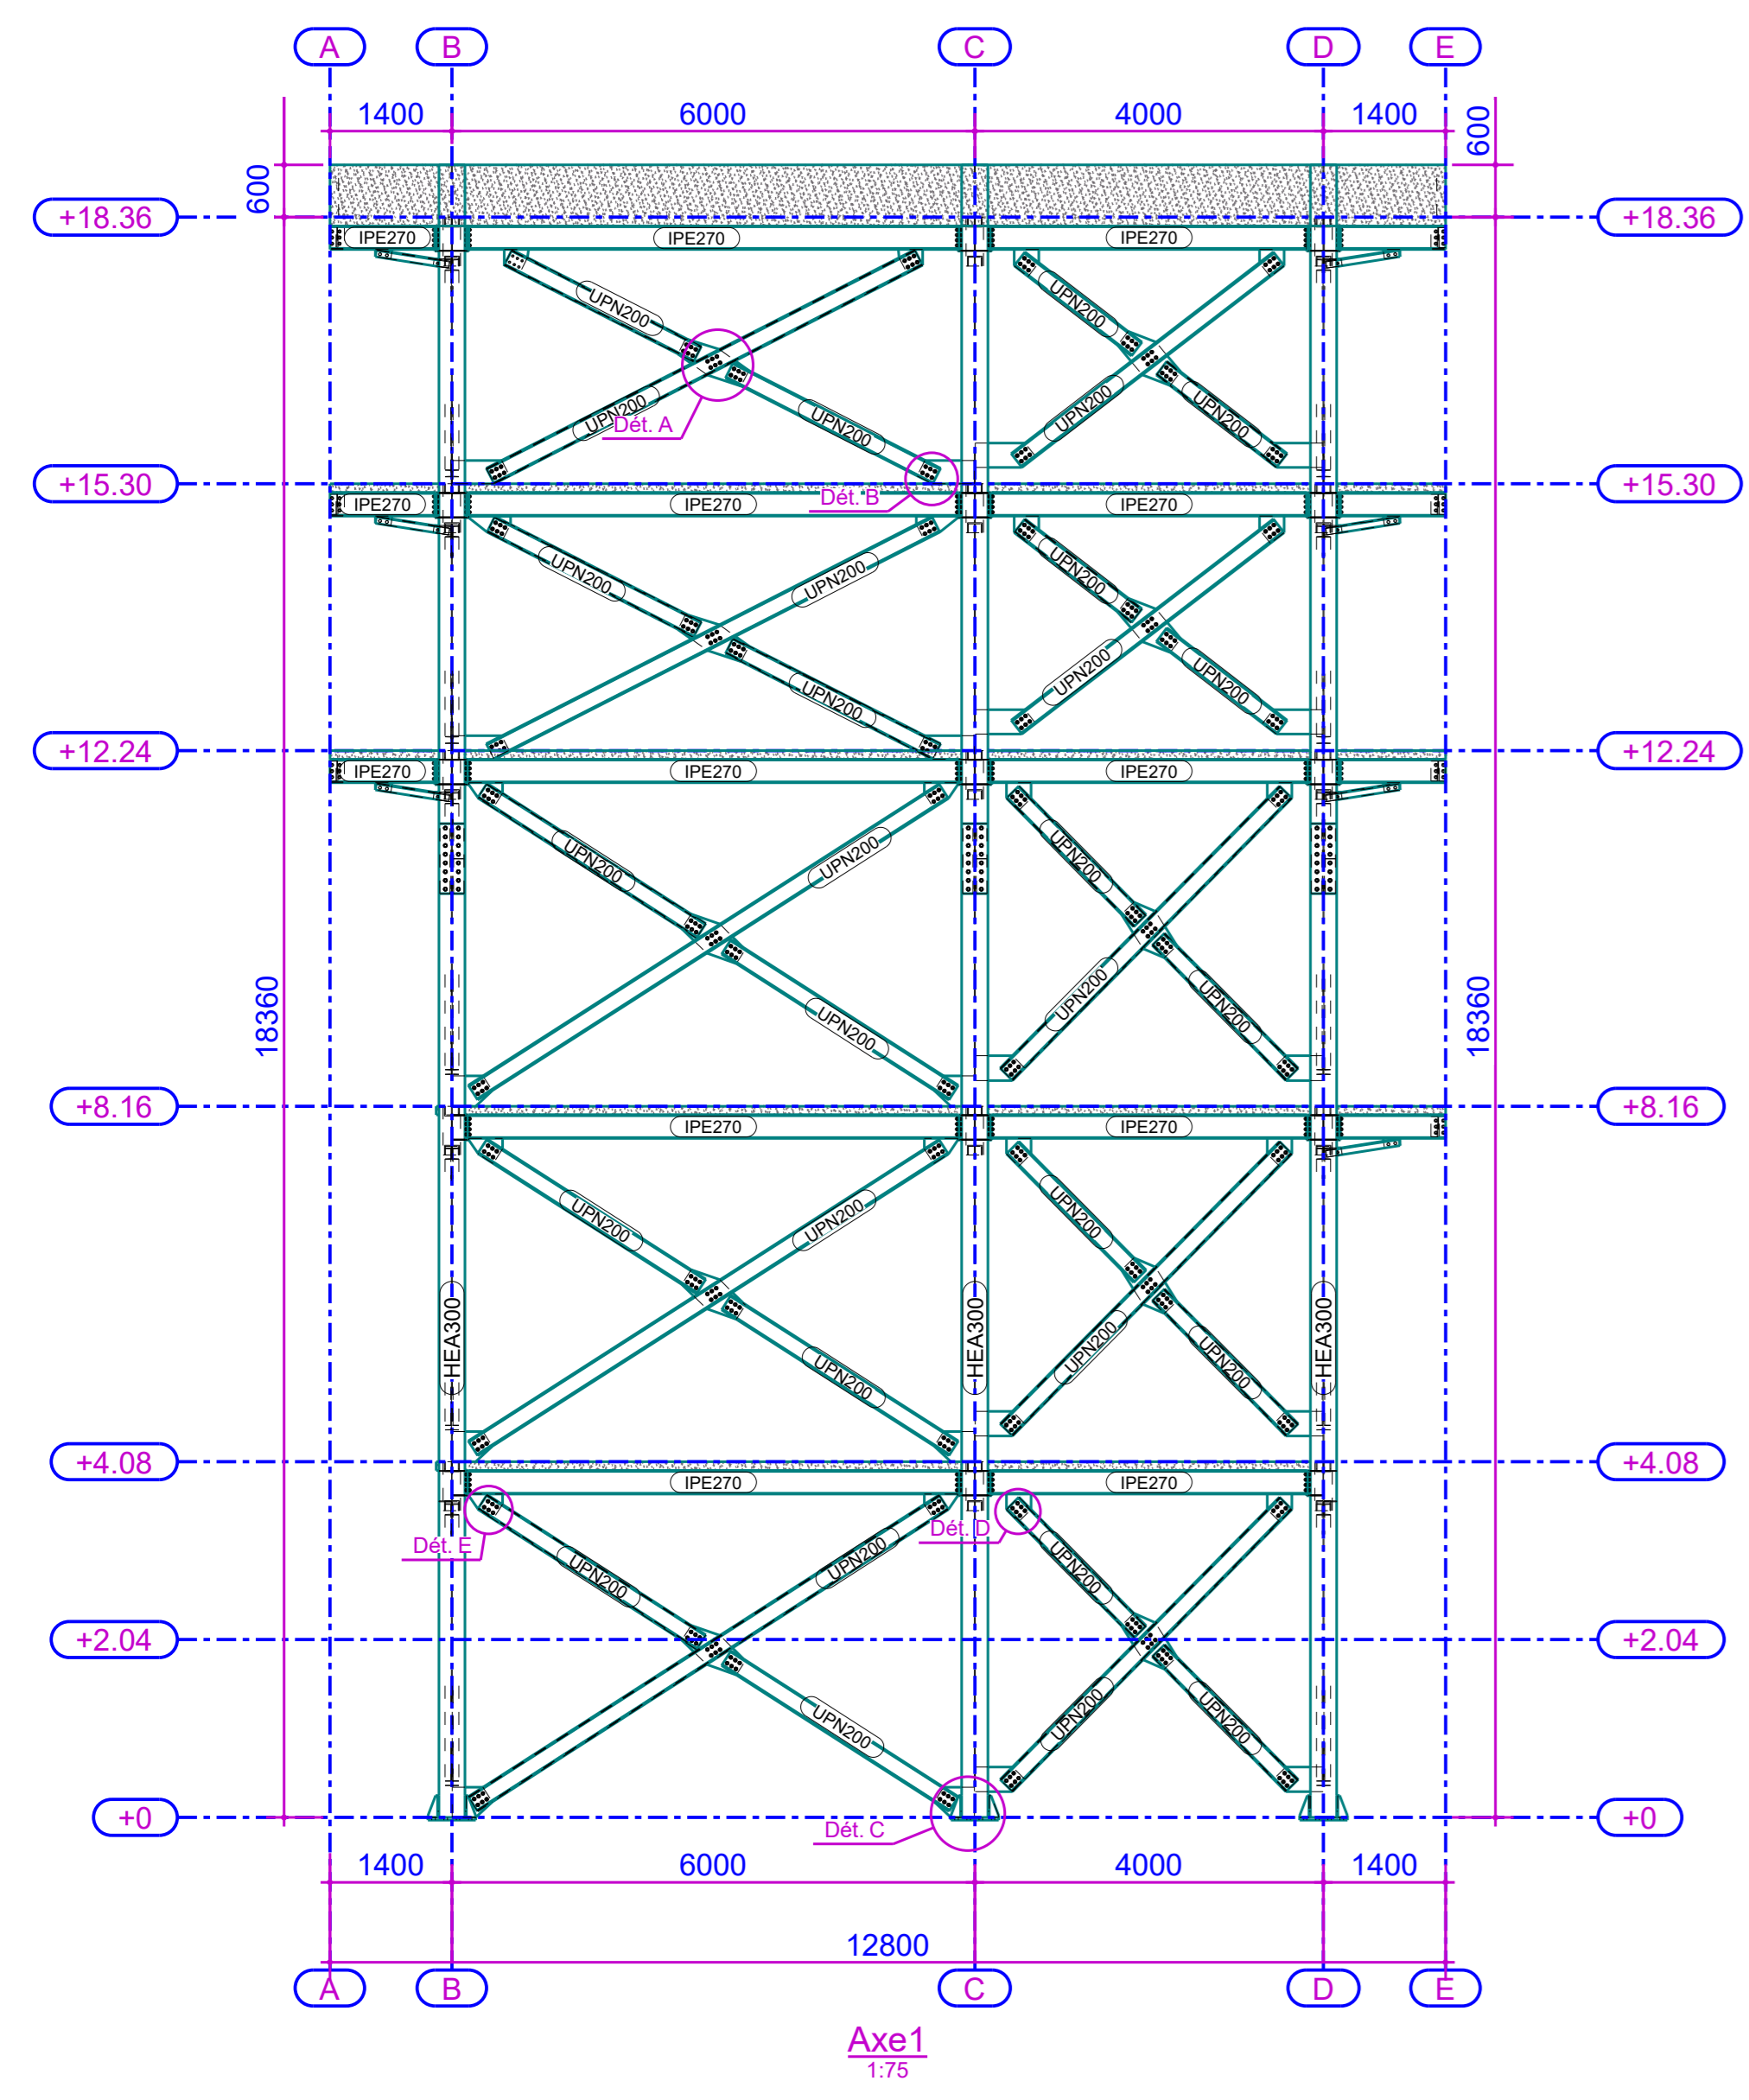 A B C D E
1400 6000 4000 1400
600 600
+18.36 +18.36
IPE270 IPE270 IPE270
UPN200 UPN200
UPN200 UPN200 UPN200 UPN200
Dét. A
+15.30 +15.30
Dét. B
IPE270 IPE270 IPE270
UPN200 UPN200 UPN200
UPN200 UPN200 UPN200
+12.24 +12.24
IPE270 IPE270 IPE270
UPN200 UPN200 UPN200
18360 18360
UPN200 UPN200 UPN200
+8.16 +8.16
IPE270 IPE270
UPN200 UPN200 UPN200
HEA300 HEA300 HEA300
UPN200 UPN200 UPN200
+4.08 +4.08
IPE270 IPE270
Dét. E Dét. D
UPN200 UPN200 UPN200
+2.04 +2.04
UPN200 UPN200 UPN200
+0 +0
Dét. C
1400 6000 4000 1400
12800
A B C D E
Axe1
1:75